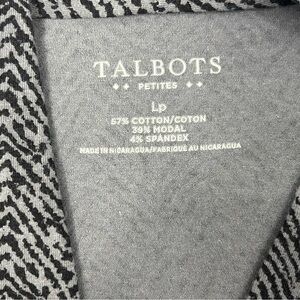 TALBOTS
PETITES
Lp
57% COTTON/COTON
39% MODAL
4% SPANDEX
MADE IN NICARAGUA/FABRIQUÉ AU NICARAGUA